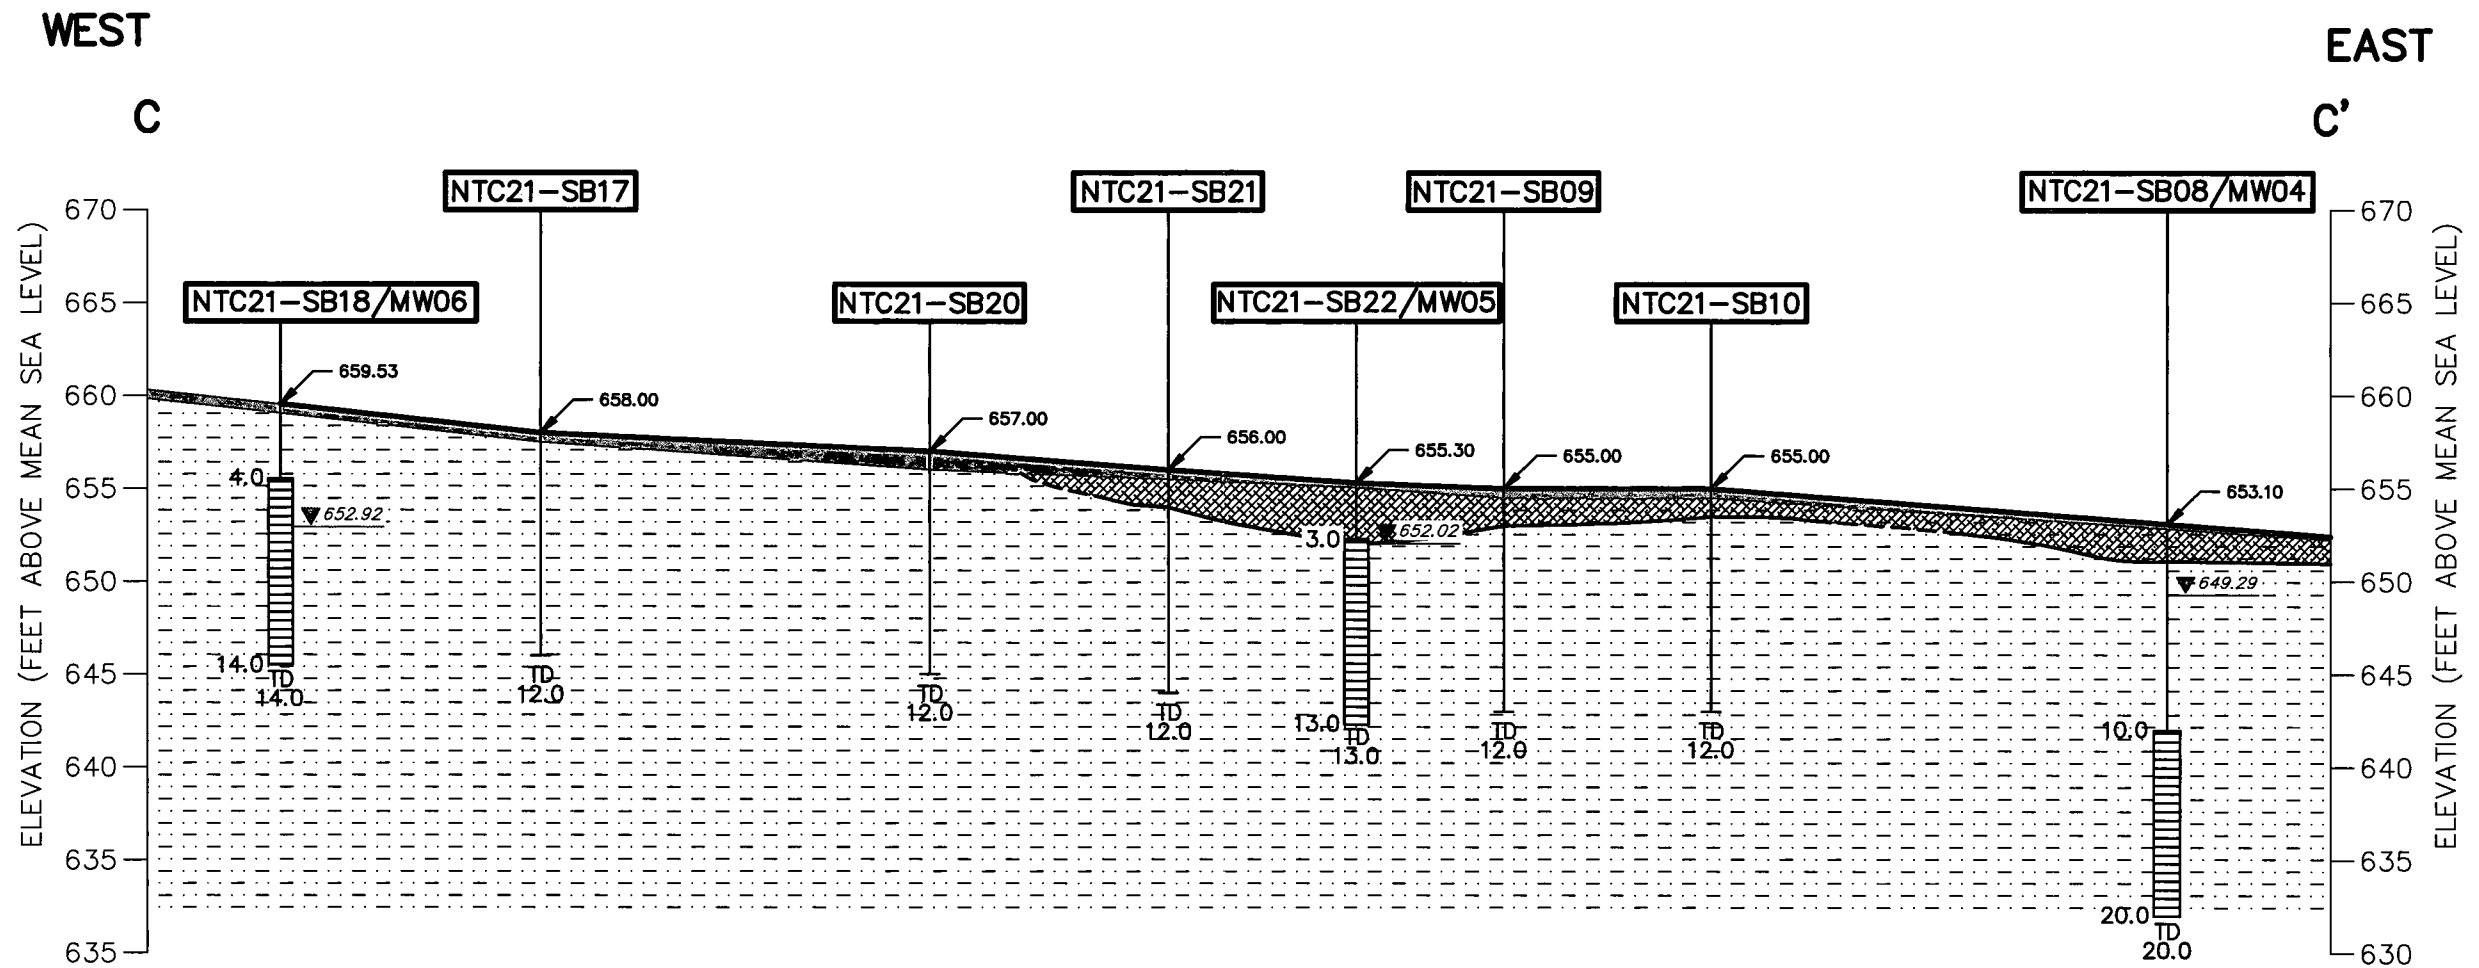 WEST
EAST
C
C'
NTC21-SB17
NTC21-SB21
NTC21-SB09
NTC21-SB08/MW04
NTC21-SB18/MW06
NTC21-SB20
NTC21-SB22/MW05
NTC21-SB10
ELEVATION (FEET ABOVE MEAN SEA LEVEL)
670
665
660
655
650
645
640
635
635
659.53
658.00
657.00
656.00
655.30
655.00
655.00
653.10
4.0
652.92
14.0
TD
14.0
TD
12.0
TD
12.0
TD
12.0
3.0
652.02
13.0
TD
13.0
TD
12.0
TD
12.0
649.29
10.0
20.0
TD
20.0
670
665
660
655
650
645
640
635
630
ELEVATION (FEET ABOVE MEAN SEA LEVEL)